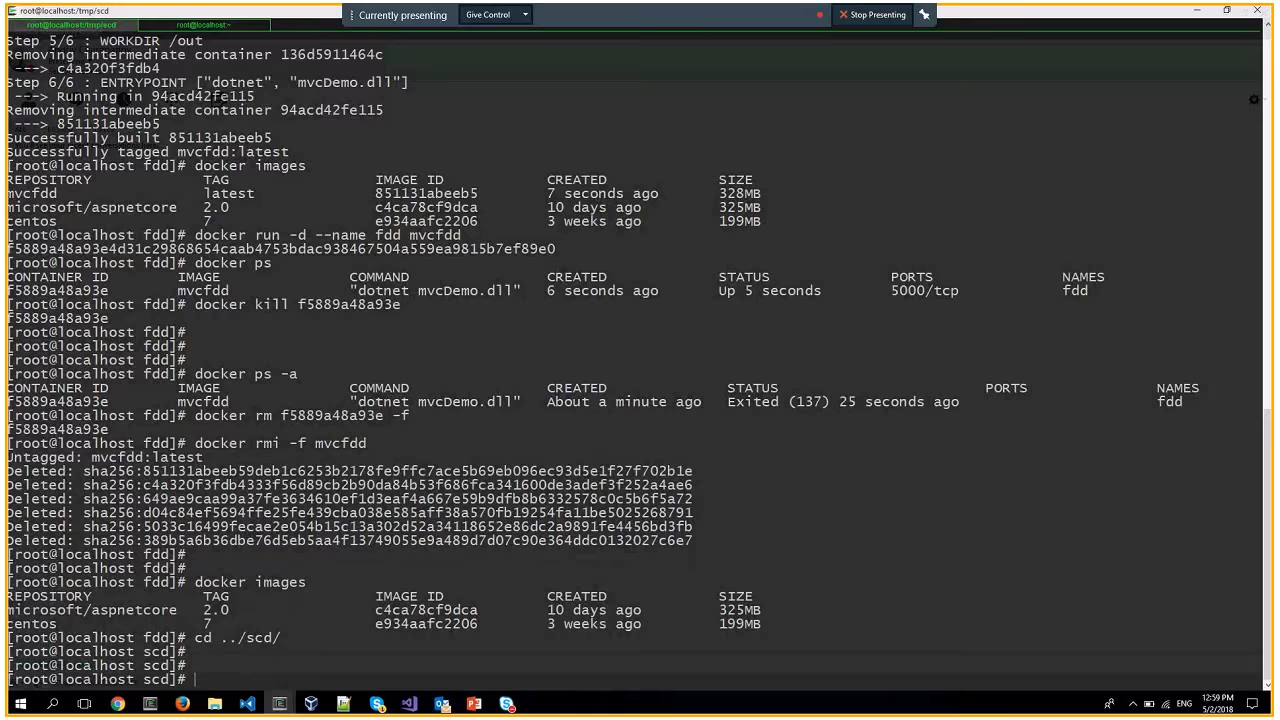 root@localhost:/tmp/scd
Currently presenting
Give Control
Stop Presenting
root@localhost:/tmp/scd
root@localhost:~
Step 5/6 : WORKDIR /out
Removing intermediate container 136d5911464c
---> c4a320f3fdb4
Step 6/6 : ENTRYPOINT ["dotnet", "mvcDemo.dll"]
---> Running in 94acd42fe115
Removing intermediate container 94acd42fe115
---> 851131abeeb5
Successfully built 851131abeeb5
Successfully tagged mvcfdd:latest
[root@localhost fdd]# docker images
REPOSITORY TAG IMAGE ID CREATED SIZE
mvcfdd latest 851131abeeb5 7 seconds ago 328MB
microsoft/aspnetcore 2.0 c4ca78cf9dca 10 days ago 325MB
centos 7 e934aafc2206 3 weeks ago 199MB
[root@localhost fdd]# docker run -d --name fdd mvcfdd
f5889a48a93e4d31c29868654caab4753bdac938467504a559ea9815b7ef89e0
[root@localhost fdd]# docker ps
CONTAINER ID IMAGE COMMAND CREATED STATUS PORTS NAMES
f5889a48a93e mvcfdd "dotnet mvcDemo.dll" 6 seconds ago Up 5 seconds 5000/tcp fdd
[root@localhost fdd]# docker kill f5889a48a93e
f5889a48a93e
[root@localhost fdd]#
[root@localhost fdd]#
[root@localhost fdd]#
[root@localhost fdd]# docker ps -a
CONTAINER ID IMAGE COMMAND CREATED STATUS PORTS NAMES
f5889a48a93e mvcfdd "dotnet mvcDemo.dll" About a minute ago Exited (137) 25 seconds ago fdd
[root@localhost fdd]# docker rm f5889a48a93e -f
f5889a48a93e
[root@localhost fdd]# docker rmi -f mvcfdd
Untagged: mvcfdd:latest
Deleted: sha256:851131abeeb59deb1c6253b2178fe9ffc7ace5b69eb096ec93d5e1f27f702b1e
Deleted: sha256:c4a320f3fdb4333f56d89cb2b90da84b53f686fca341600de3adef3f252a4ae6
Deleted: sha256:649ae9caa99a37fe3634610ef1d3eaf4a667e59b9dfb8b6332578c0c5b6f5a72
Deleted: sha256:d04c84ef5694ffe25fe439cba038e585aff38a570fb19254fa11be5025268791
Deleted: sha256:5033c16499fecae2e054b15c13a302d52a34118652e86dc2a9891fe4456bd3fb
Deleted: sha256:389b5a6b36dbe76d5eb5aa4f13749055e9a489d7d07c90e364ddc0132027c6e7
[root@localhost fdd]#
[root@localhost fdd]#
[root@localhost fdd]# docker images
REPOSITORY TAG IMAGE ID CREATED SIZE
microsoft/aspnetcore 2.0 c4ca78cf9dca 10 days ago 325MB
centos 7 e934aafc2206 3 weeks ago 199MB
[root@localhost fdd]# cd ../scd/
[root@localhost scd]#
[root@localhost scd]#
[root@localhost scd]#
ENG
12:59 PM
5/2/2018